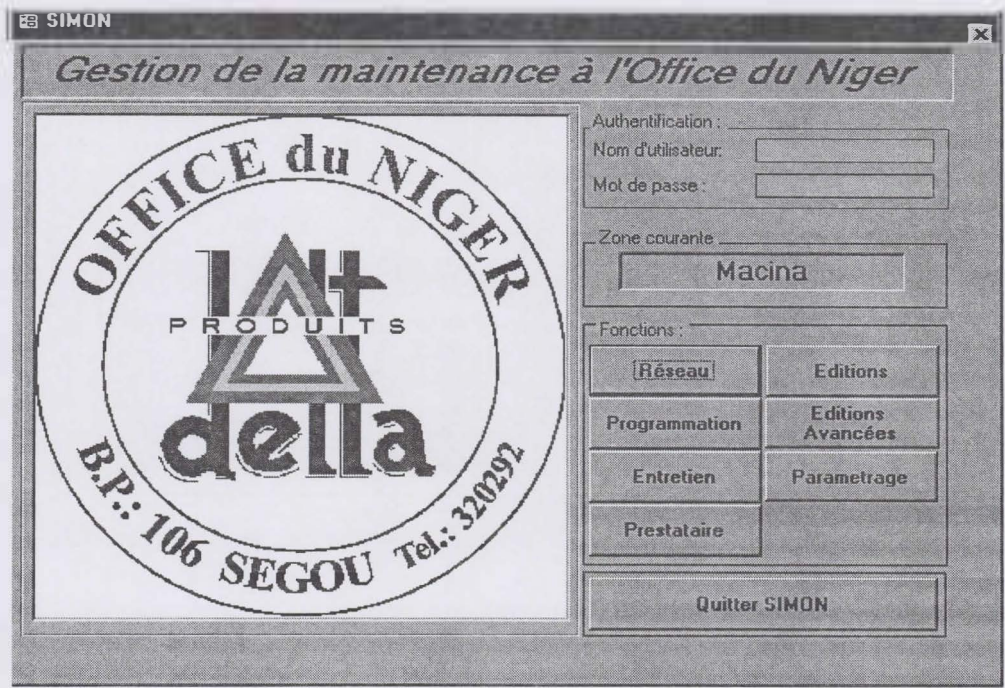 SIMON
Gestion de la maintenance à l'Office du Niger
OFFICE du NIGER
PRODUITS
della
B.P.: 106 SEGOU Tel.: 320292
Authentification :
Nom d'utilisateur:
Mot de passe :
Zone courante
Macina
Fonctions :
Réseau
Editions
Programmation
Editions
Avancées
Entretien
Parametrage
Prestataire
Quitter SIMON